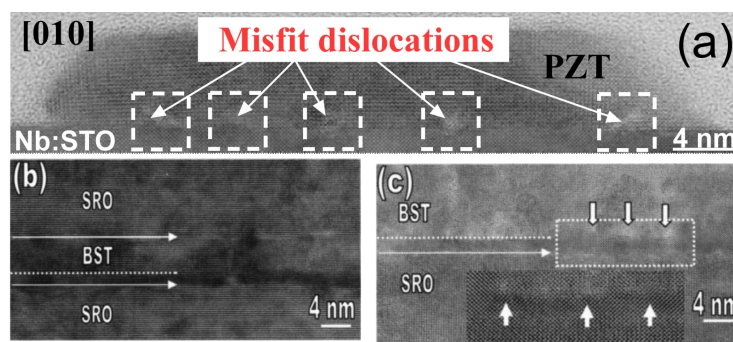 [010]
Misfit dislocations
(a)
PZT
Nb:STO
4 nm
(b)
SRO
BST
SRO
4 nm
(c)
BST
SRO
4 nm